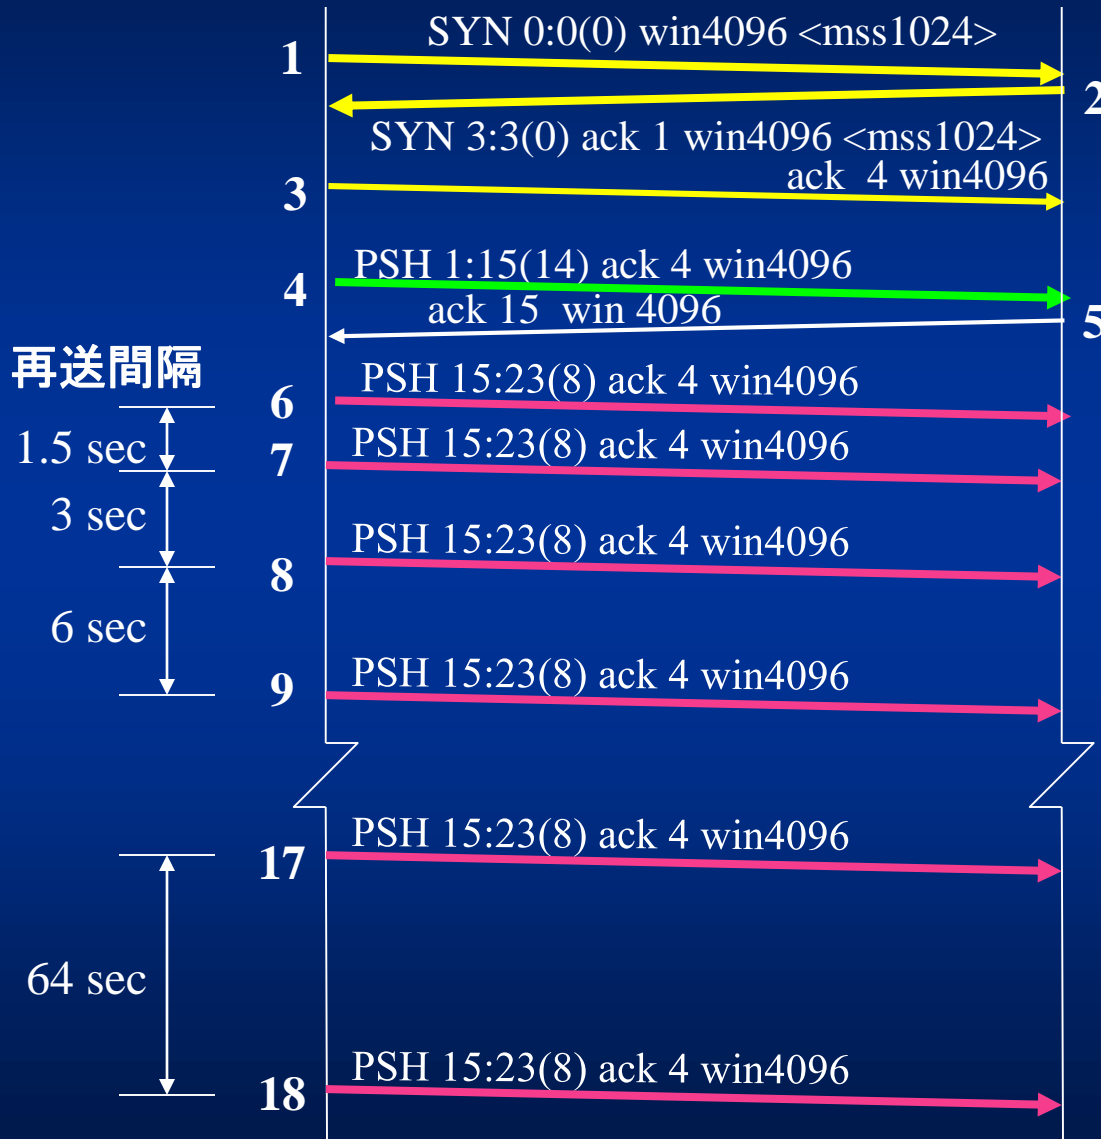 SYN 0:0(0) win4096 <mss1024>
1
2
SYN 3:3(0) ack 1 win4096 <mss1024>
ack 4 win4096
3
PSH 1:15(14) ack 4 win4096
4
ack 15 win 4096
5
再送間隔
PSH 15:23(8) ack 4 win4096
6
1.5 sec
PSH 15:23(8) ack 4 win4096
7
3 sec
PSH 15:23(8) ack 4 win4096
8
6 sec
PSH 15:23(8) ack 4 win4096
9
PSH 15:23(8) ack 4 win4096
17
64 sec
PSH 15:23(8) ack 4 win4096
18